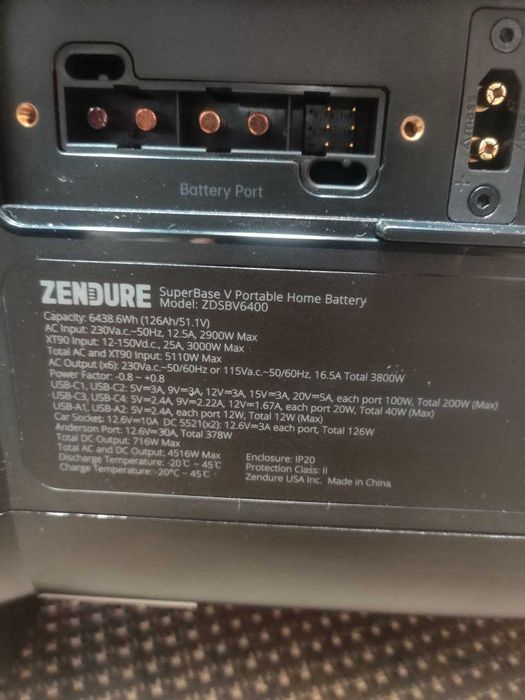 Battery Port
Amass
+
ZENDURE SuperBase V Portable Home Battery
Model: ZDSBV6400
Capacity: 6438.6Wh (126Ah/51.1V)
AC Input: 230Va.c.~50Hz, 12.5A, 2900W Max
XT90 Input: 12-150Vd.c., 25A, 3000W Max
Total AC and XT90 Input: 5110W Max
AC Output (x6): 230Va.c.~50/60Hz or 115Va.c.~50/60Hz, 16.5A Total 3800W
Power Factor: -0.8 ~ +0.8
USB-C1, USB-C2: 5V⎓3A, 9V⎓3A, 12V⎓3A, 15V⎓3A, 20V⎓5A, each port 100W, Total 200W (Max)
USB-C3, USB-C4: 5V⎓2.4A, 9V⎓2.22A, 12V⎓1.67A, each port 20W, Total 40W (Max)
USB-A1, USB-A2: 5V⎓2.4A, each port 12W, Total 12W (Max)
Car Socket: 12.6V⎓10A DC 5521(x2): 12.6V⎓3A each port, Total 126W
Anderson Port: 12.6V⎓30A, Total 378W
Total DC Output: 716W Max
Total AC and DC Output: 4516W Max
Discharge Temperature: -20˚C ~ 45˚C
Charge Temperature: -20°C ~ 45˚C
Enclosure: IP20
Protection Class: II
Zendure USA Inc. Made in China